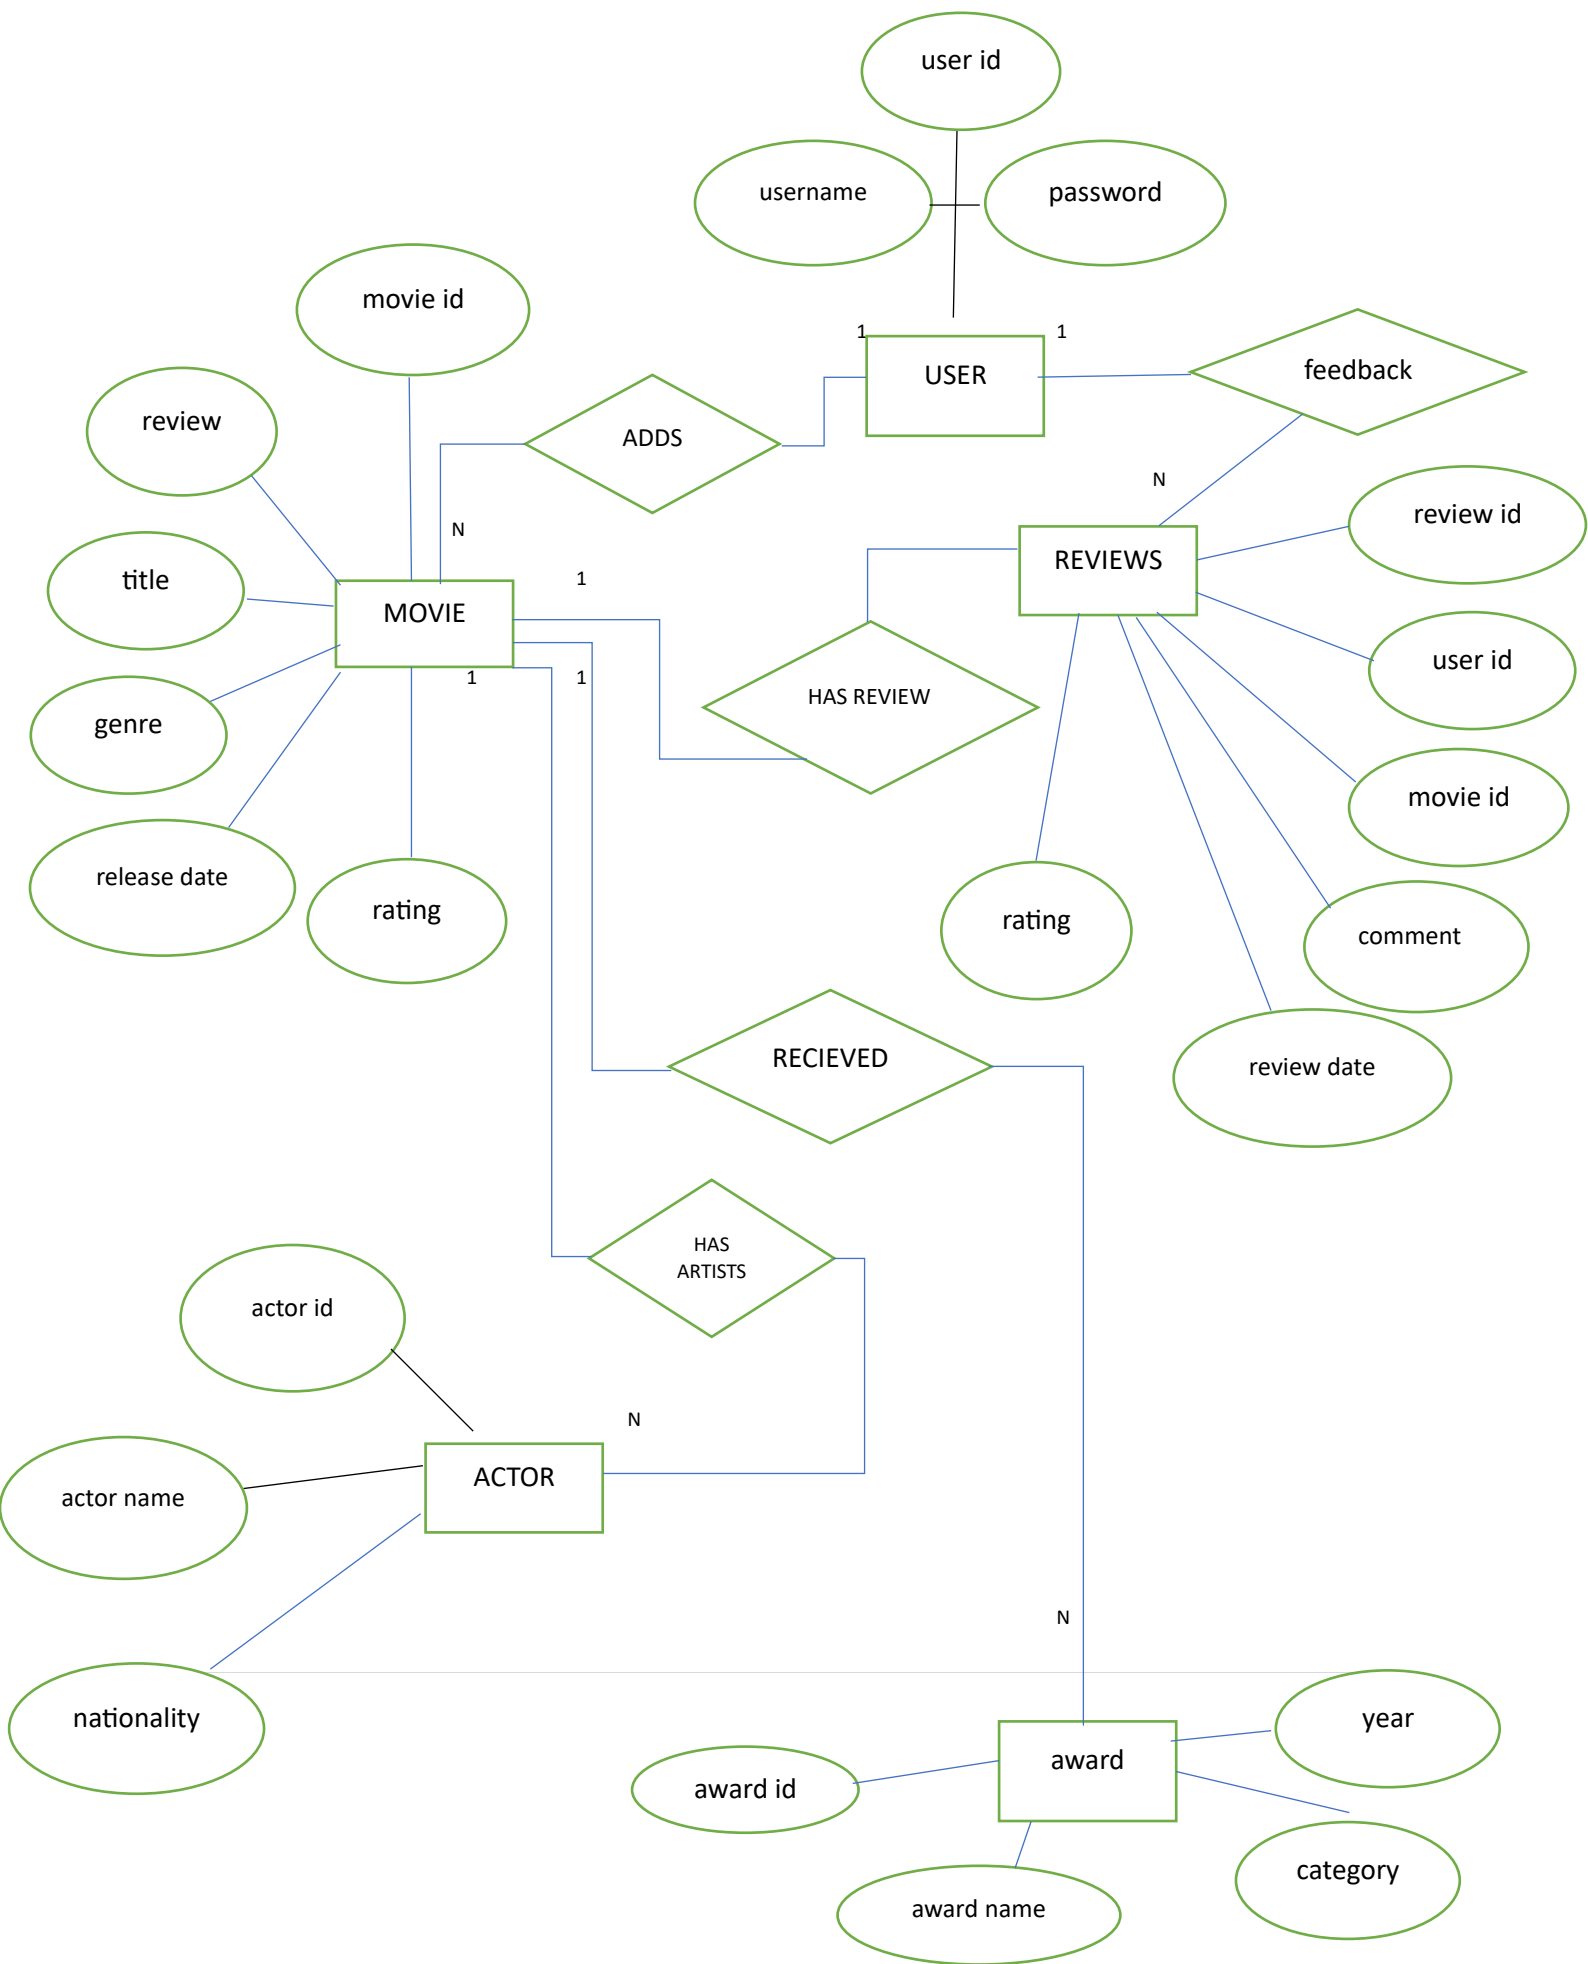 user id
username
password
movie id
1
1
USER
feedback
review
ADDS
N
N
review id
REVIEWS
title
1
MOVIE
user id
1
1
HAS REVIEW
genre
movie id
release date
rating
rating
comment
RECIEVED
review date
HAS
ARTISTS
actor id
N
ACTOR
actor name
N
nationality
year
award
award id
category
award name